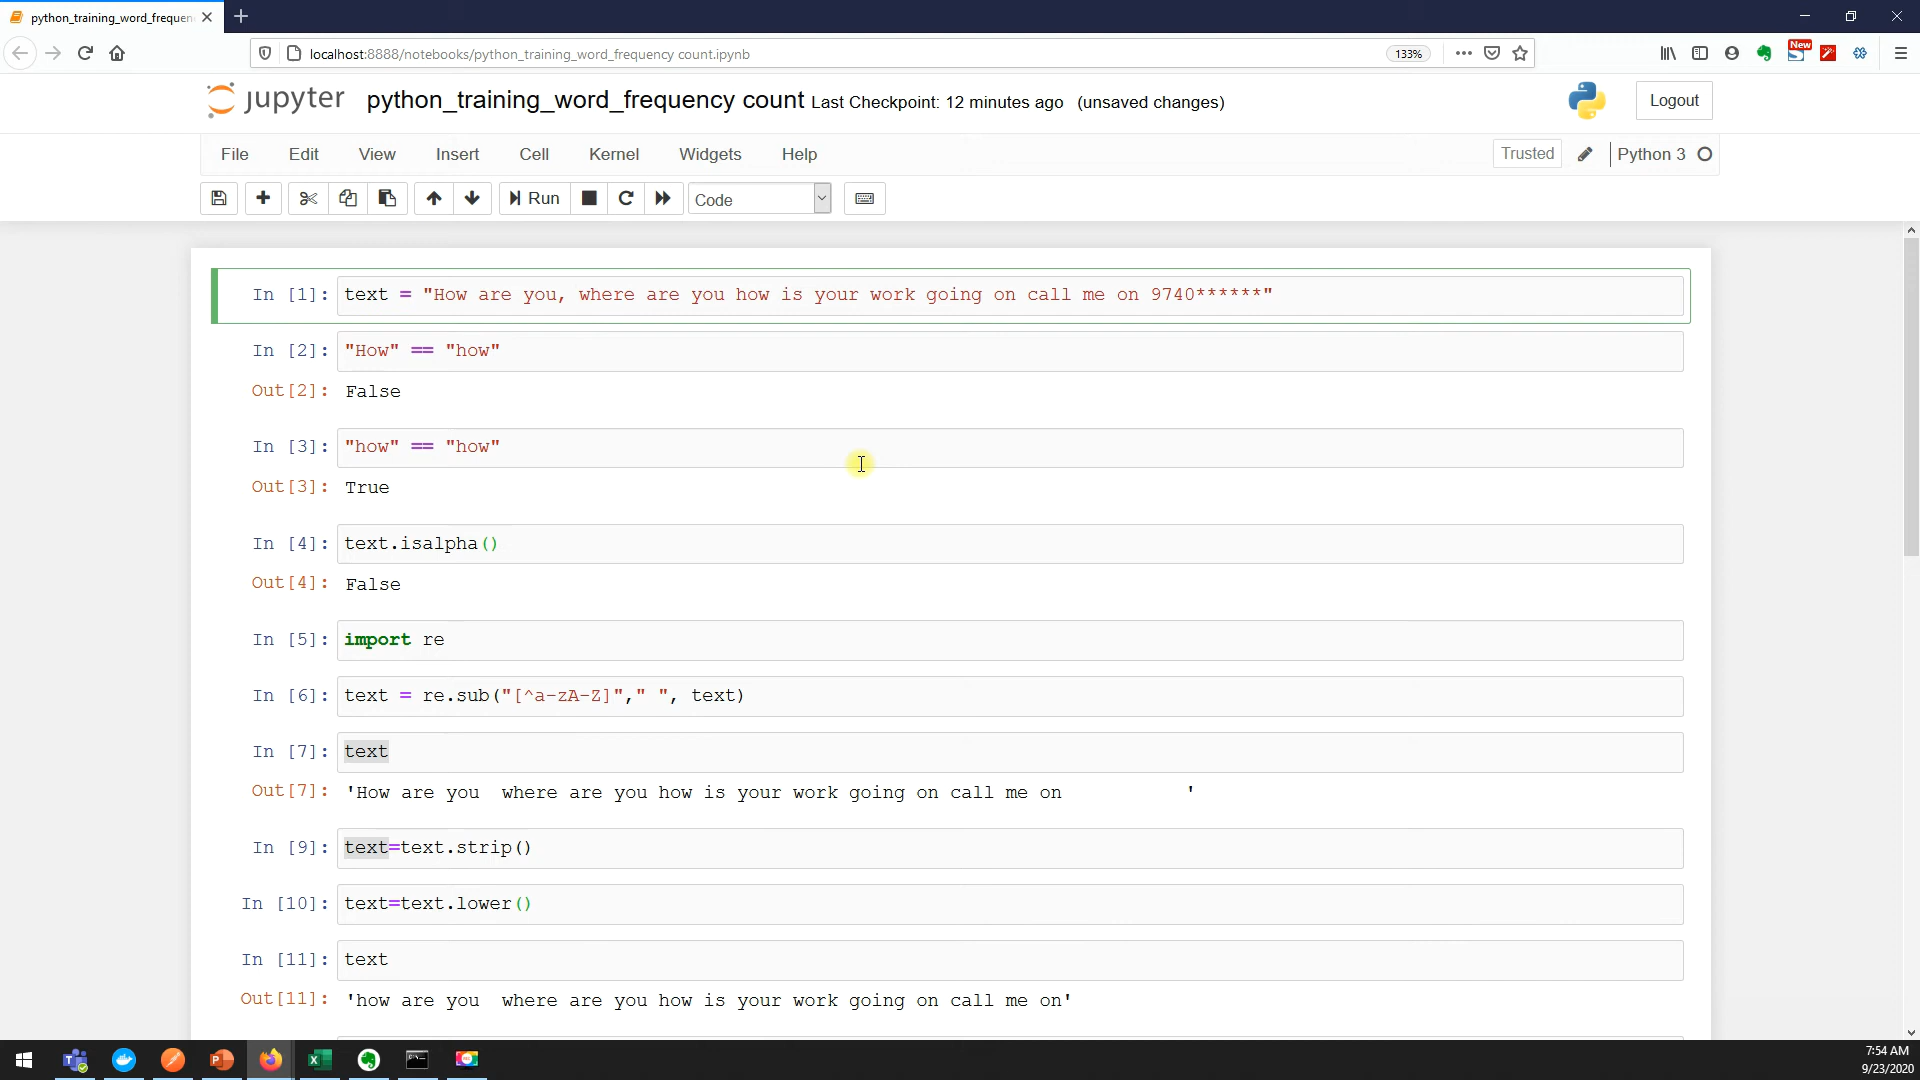 python_training_word_frequen
localhost:8888/notebooks/python_training_word_frequency count.ipynb
133%
New
jupyter python_training_word_frequency count Last Checkpoint: 12 minutes ago (unsaved changes)
Logout
File Edit View Insert Cell Kernel Widgets Help
Trusted Python 3
Run Code
In [1]: text = "How are you, where are you how is your work going on call me on 9740******"
In [2]: "How" == "how"
Out[2]: False
In [3]: "how" == "how"
Out[3]: True
In [4]: text.isalpha()
Out[4]: False
In [5]: import re
In [6]: text = re.sub("[^a-zA-Z]"," ", text)
In [7]: text
Out[7]: 'How are you  where are you how is your work going on call me on           '
In [9]: text=text.strip()
In [10]: text=text.lower()
In [11]: text
Out[11]: 'how are you  where are you how is your work going on call me on'
7:54 AM
9/23/2020